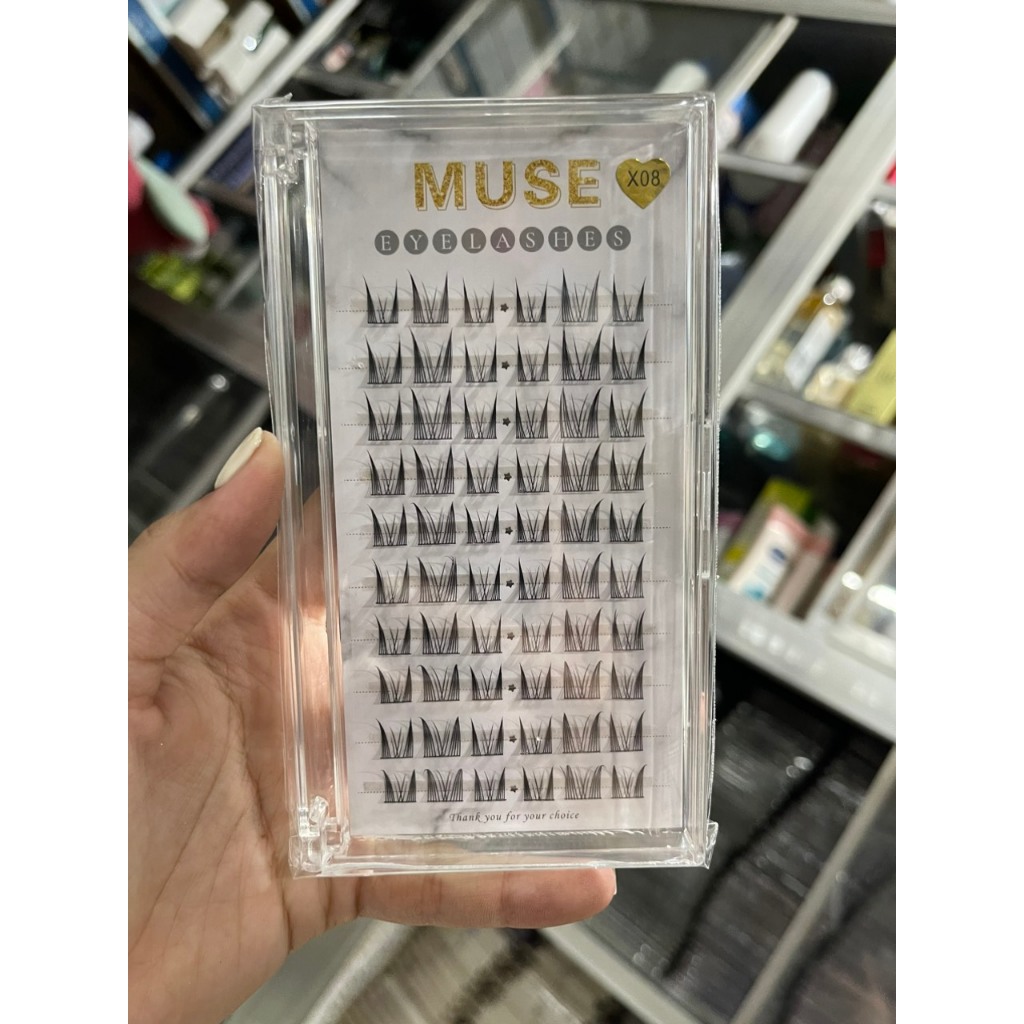 MUSE X08
EYELASHES
Thank you for your choice